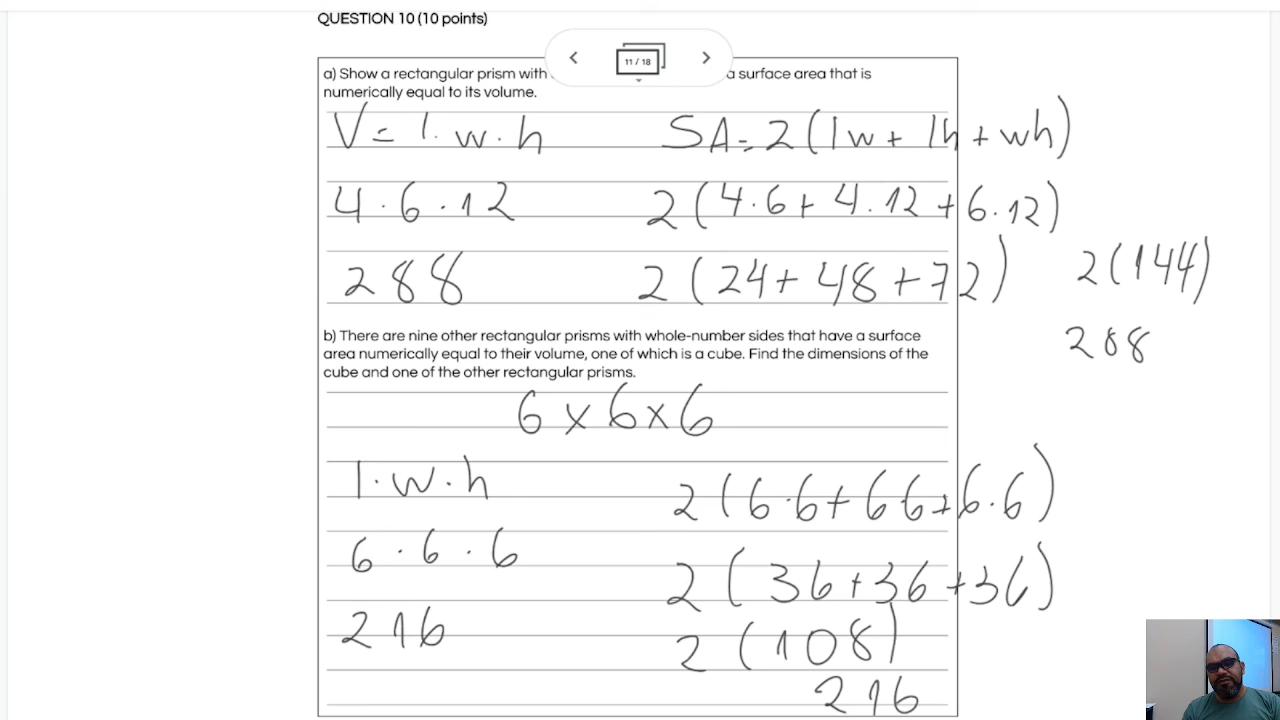 QUESTION 10 (10 points)
11 / 18
a) Show a rectangular prism with a surface area that is
numerically equal to its volume.
V = l · w · h
SA = 2 (lw + lh + wh)
4 · 6 · 12
2 (4 · 6 + 4 . 12 + 6 · 12)
288
2 (24 + 48 + 72)
2 (144)
288
b) There are nine other rectangular prisms with whole-number sides that have a surface
area numerically equal to their volume, one of which is a cube. Find the dimensions of the
cube and one of the other rectangular prisms.
6 x 6 x 6
l · w · h
2 (6 · 6 + 6 6 + 6 · 6)
6 · 6 · 6
2 (36 + 36 + 36)
216
2 (108)
216